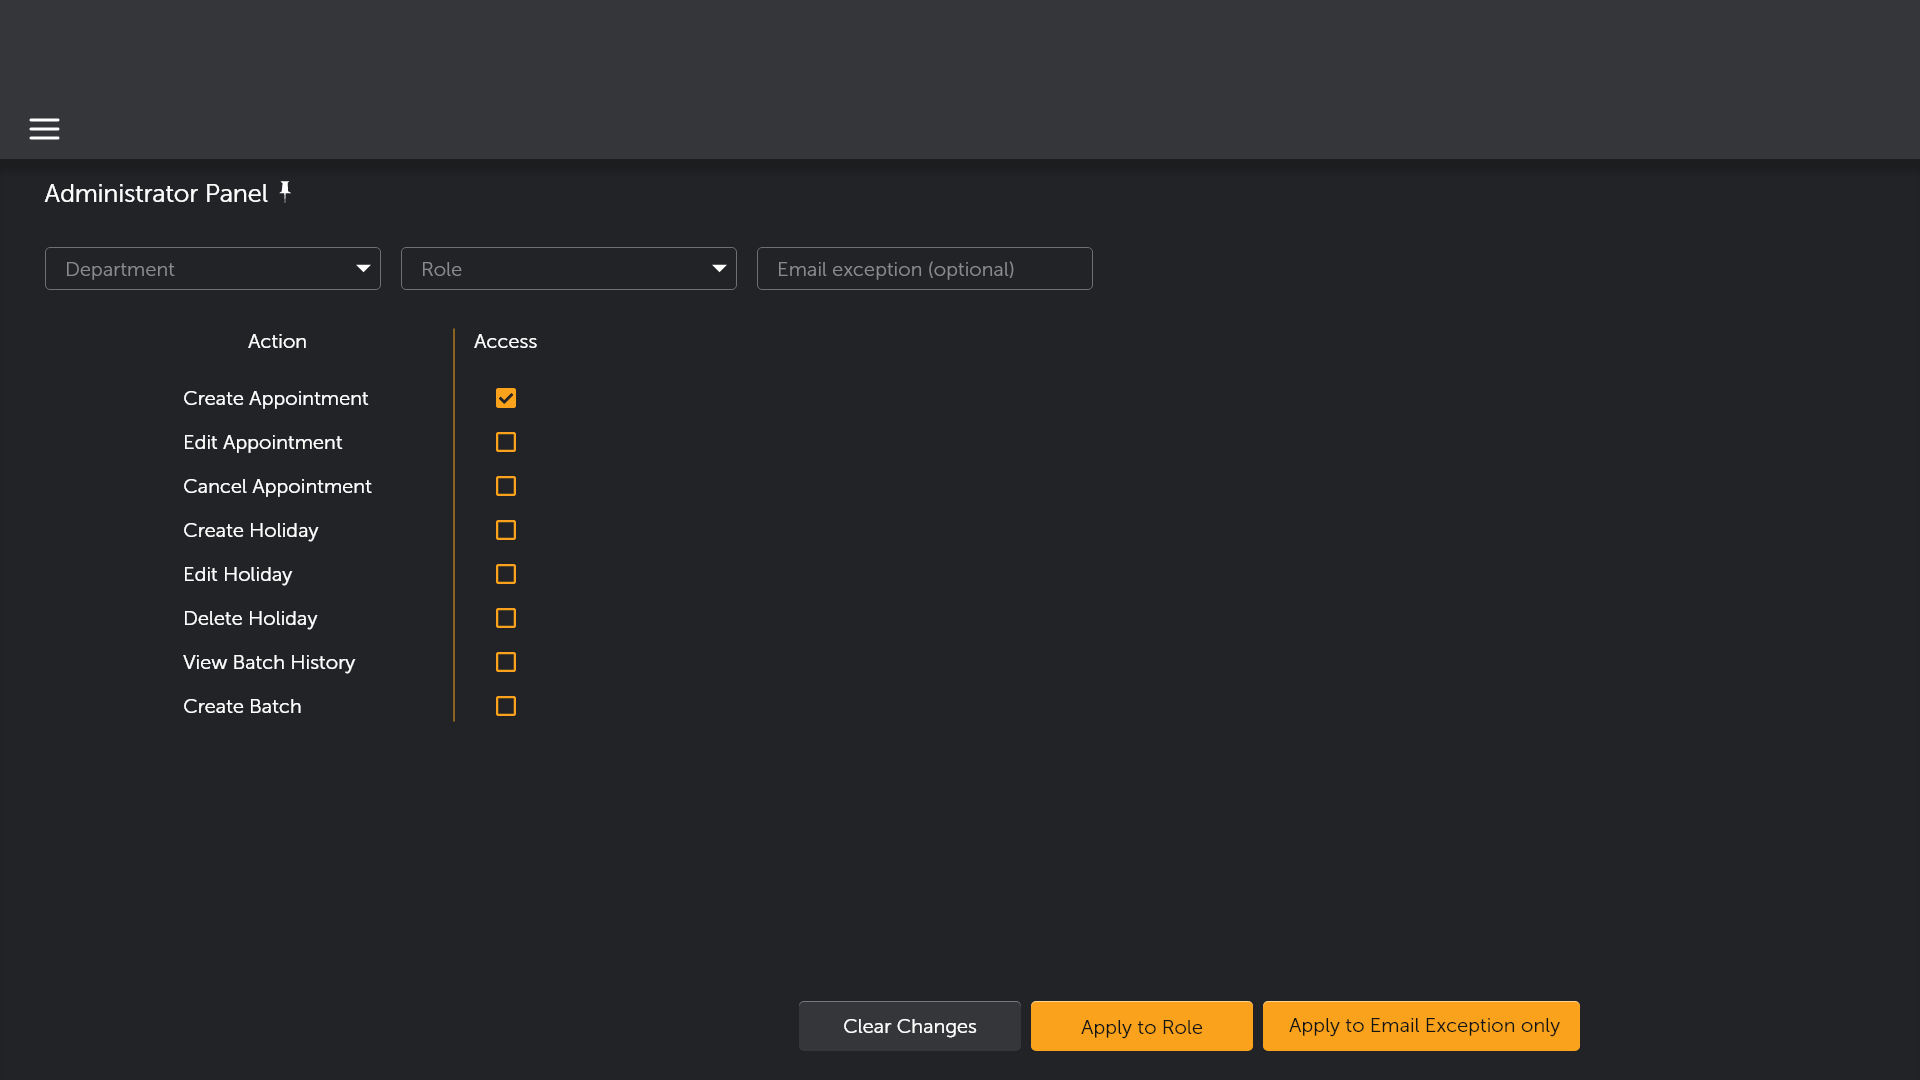 Administrator Panel
Department
Role
Email exception (optional)
Action
Access
Create Appointment
Edit Appointment
Cancel Appointment
Create Holiday
Edit Holiday
Delete Holiday
View Batch History
Create Batch
Clear Changes
Apply to Role
Apply to Email Exception only